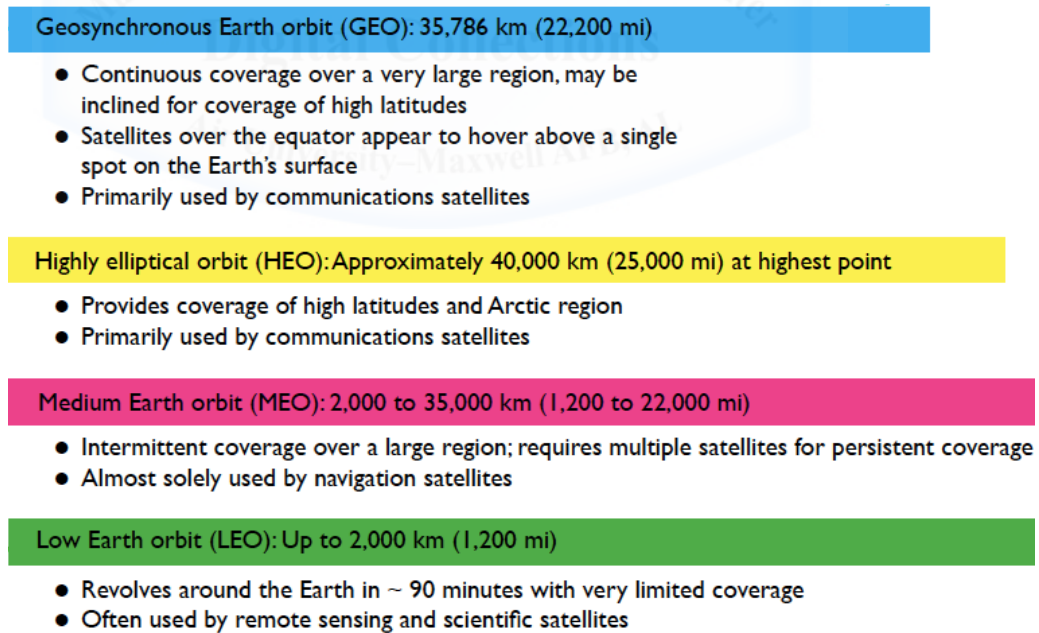 Geosynchronous Earth orbit (GEO): 35,786 km (22,200 mi)
● Continuous coverage over a very large region, may be
inclined for coverage of high latitudes
● Satellites over the equator appear to hover above a single
spot on the Earth's surface
● Primarily used by communications satellites
Highly elliptical orbit (HEO): Approximately 40,000 km (25,000 mi) at highest point
● Provides coverage of high latitudes and Arctic region
● Primarily used by communications satellites
Medium Earth orbit (MEO): 2,000 to 35,000 km (1,200 to 22,000 mi)
● Intermittent coverage over a large region; requires multiple satellites for persistent coverage
● Almost solely used by navigation satellites
Low Earth orbit (LEO): Up to 2,000 km (1,200 mi)
● Revolves around the Earth in ~ 90 minutes with very limited coverage
● Often used by remote sensing and scientific satellites
Digital Collections